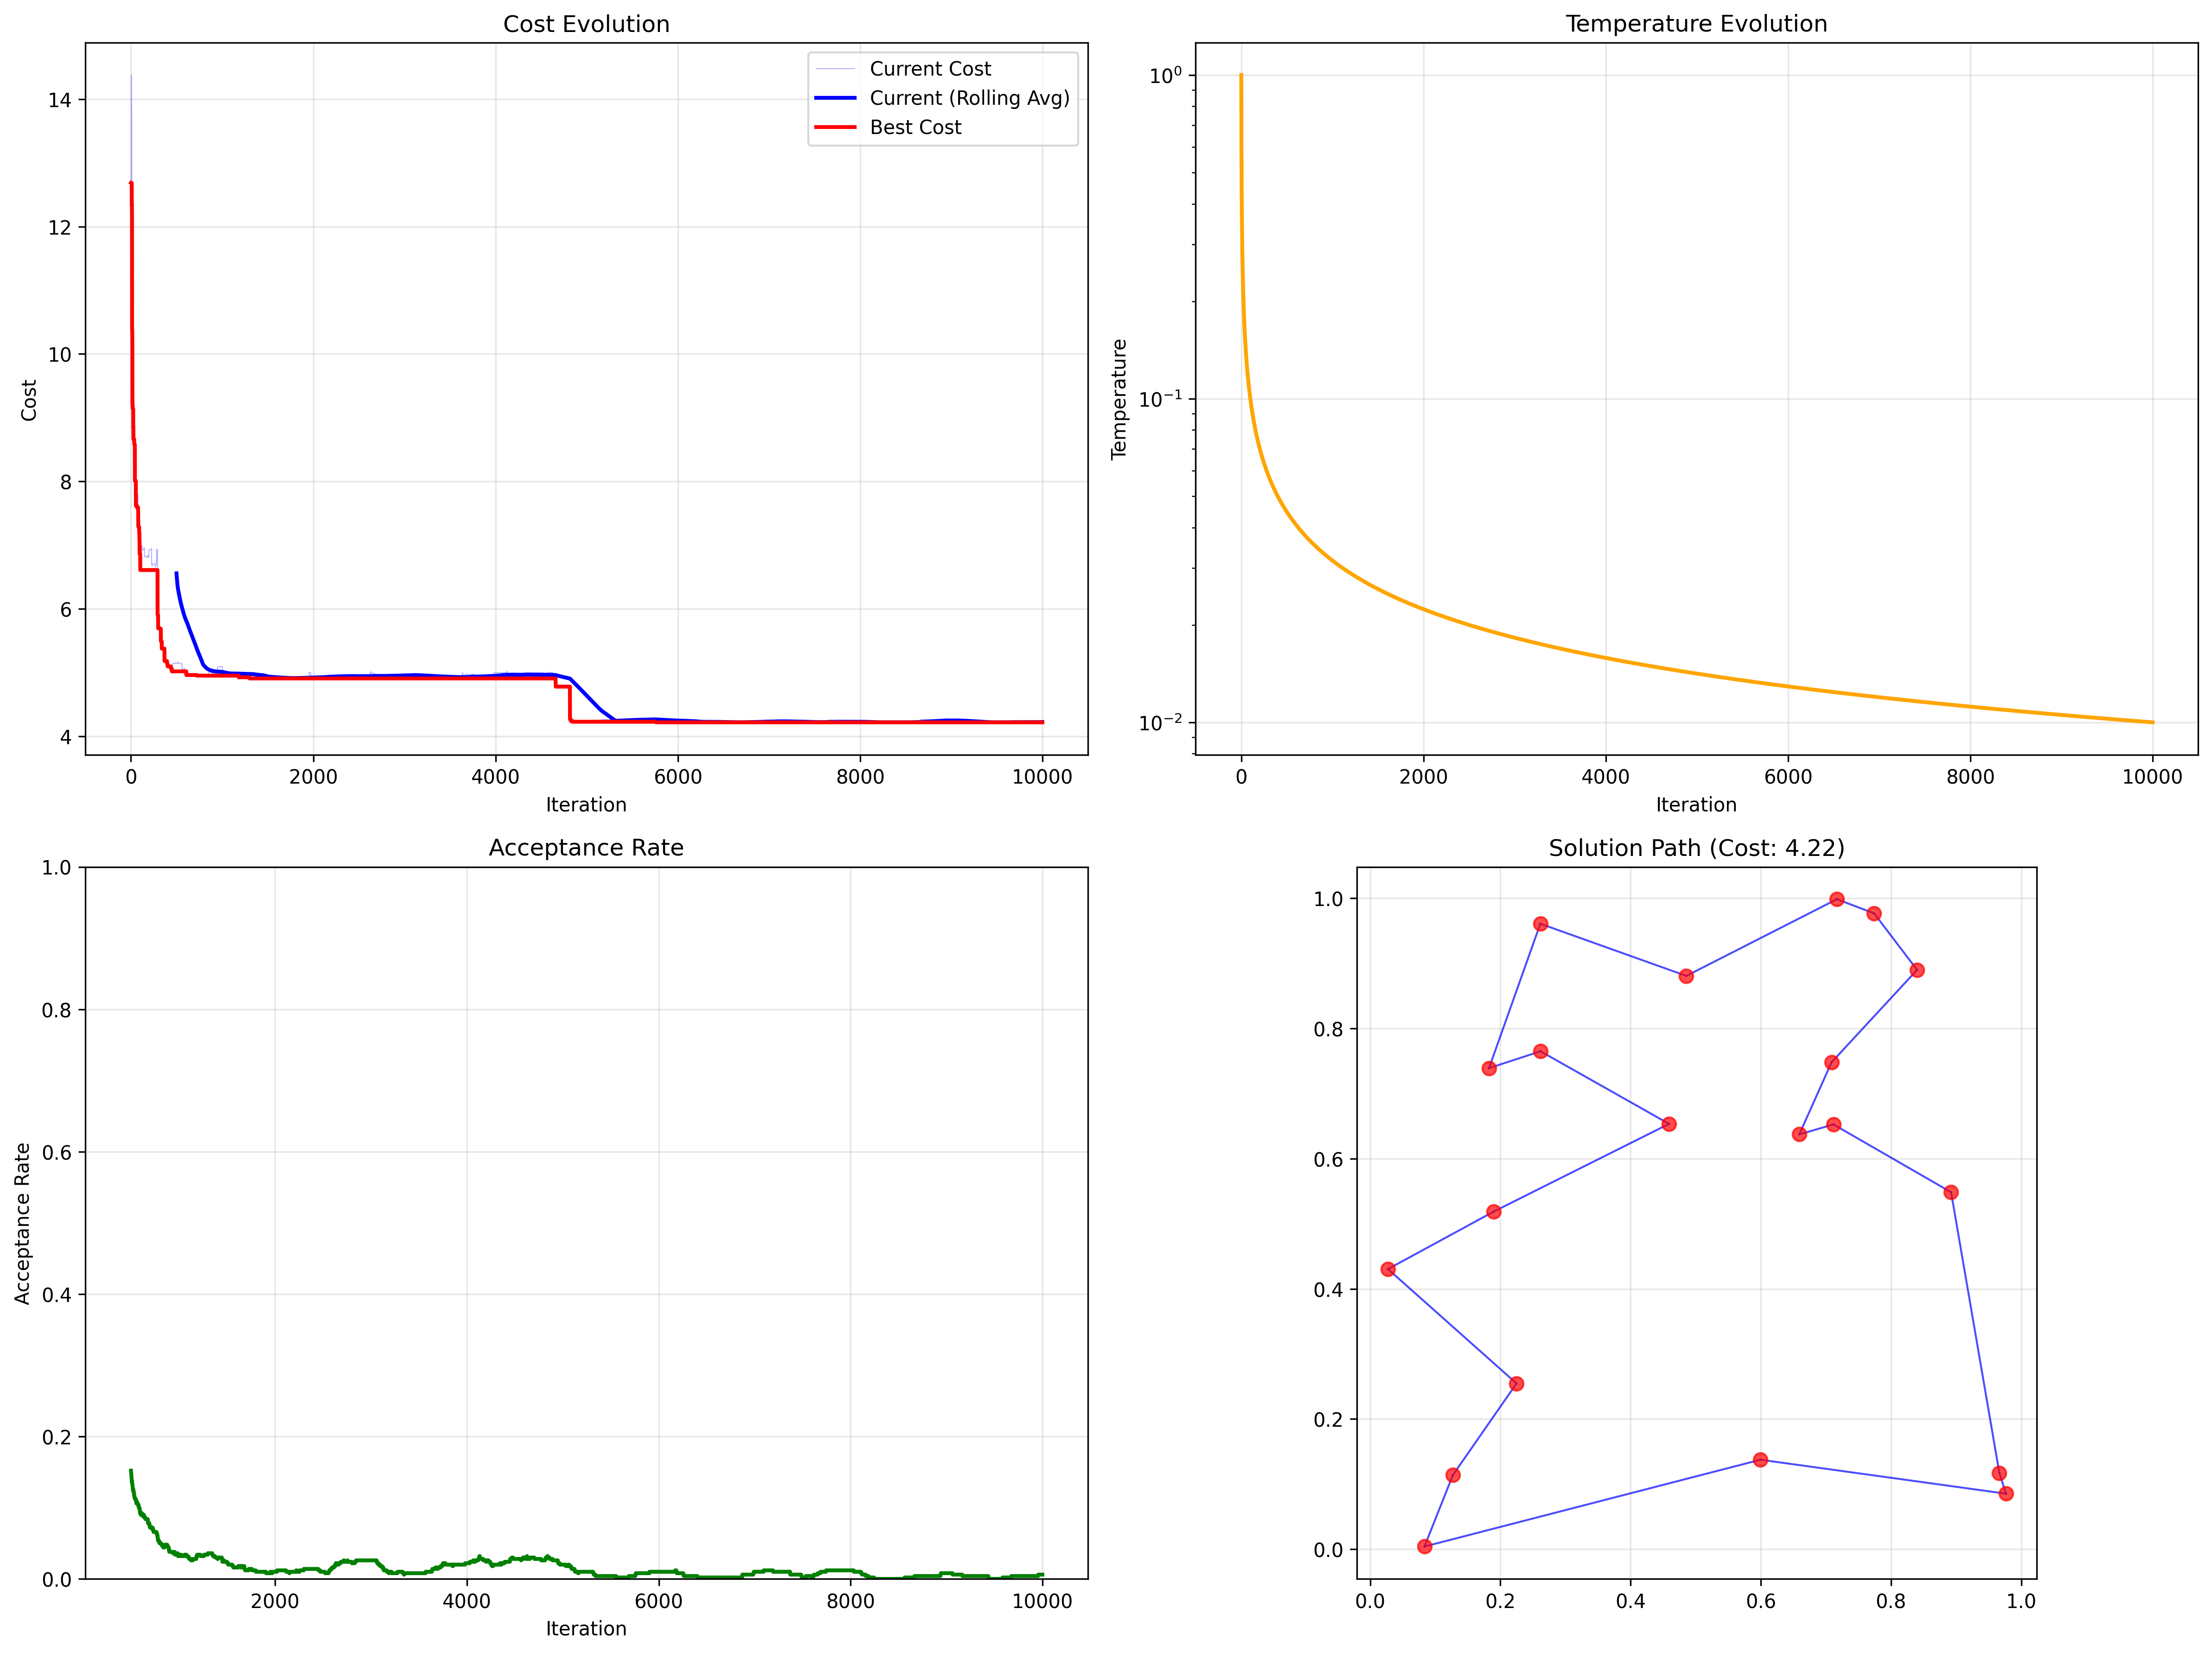 Cost Evolution
Current Cost
Current (Rolling Avg)
Best Cost
Cost
14
12
10
8
6
4
0 2000 4000 6000 8000 10000
Iteration
Temperature Evolution
Temperature
10⁰
10⁻¹
10⁻²
0 2000 4000 6000 8000 10000
Iteration
Acceptance Rate
Acceptance Rate
1.0
0.8
0.6
0.4
0.2
0.0
2000 4000 6000 8000 10000
Iteration
Solution Path (Cost: 4.22)
1.0
0.8
0.6
0.4
0.2
0.0
0.0 0.2 0.4 0.6 0.8 1.0